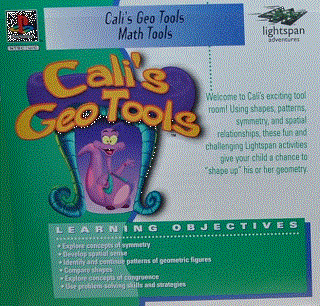 Cali's Geo Tools
Math Tools
lightspan
adventures
Cali's
Geo Tools
Welcome to Cali's exciting tool
room! Using shapes, patterns,
symmetry, and spatial
relationships, these fun and
challenging Lightspan activities
give your child a chance to
"shape up" his or her geometry.
LEARNING OBJECTIVES
• Explore concepts of symmetry
• Develop spatial sense
• Identify and continue patterns of geometric figures
• Compare shapes
• Explore concepts of congruence
• Use problem-solving skills and strategies